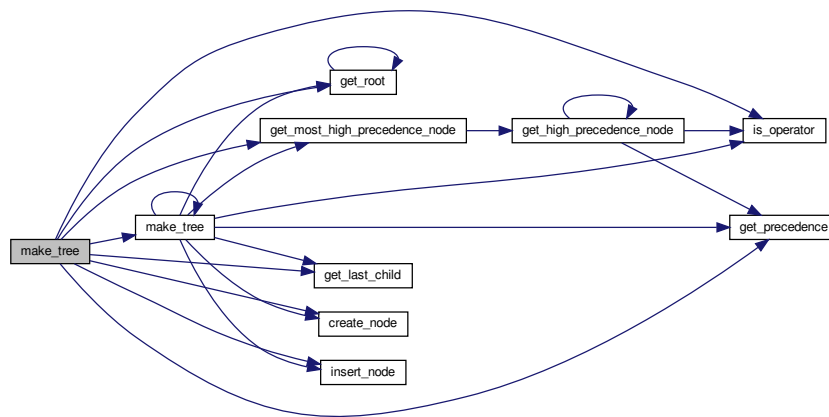 get_root
get_most_high_precedence_node
get_high_precedence_node
is_operator
make_tree
get_precedence
make_tree
get_last_child
create_node
insert_node